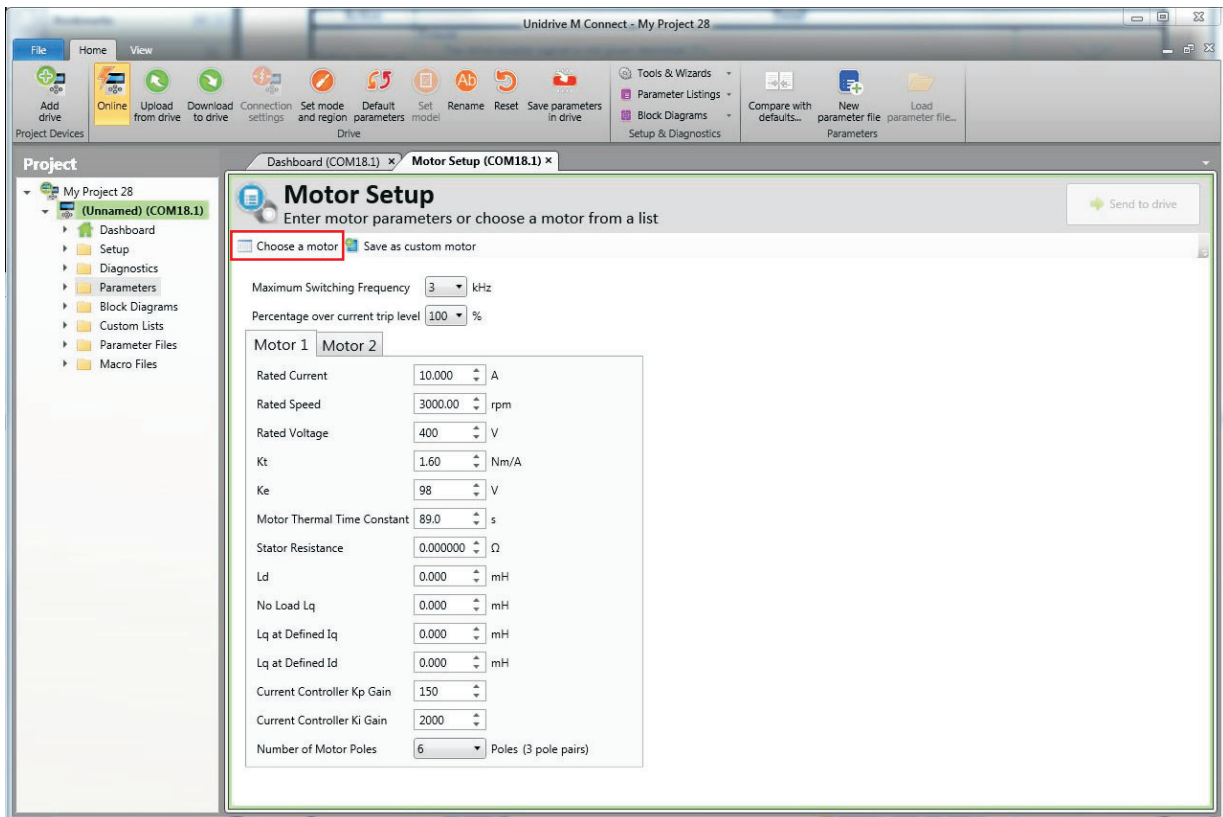 Unidrive M Connect - My Project 28
File Home View
Add drive
Online
Upload from drive
Download to drive
Connection settings
Set mode and region
Default parameters
Set model
Rename
Reset
Save parameters in drive
Tools & Wizards
Parameter Listings
Block Diagrams
Compare with defaults...
New parameter file
Load parameter file...
Project Devices
Drive
Setup & Diagnostics
Parameters
Project
My Project 28
(Unnamed) (COM18.1)
Dashboard
Setup
Diagnostics
Parameters
Block Diagrams
Custom Lists
Parameter Files
Macro Files
Dashboard (COM18.1) × Motor Setup (COM18.1) ×
Motor Setup
Enter motor parameters or choose a motor from a list
Send to drive
Choose a motor Save as custom motor
Maximum Switching Frequency 3 kHz
Percentage over current trip level 100 %
Motor 1 Motor 2
Rated Current 10.000 A
Rated Speed 3000.00 rpm
Rated Voltage 400 V
Kt 1.60 Nm/A
Ke 98 V
Motor Thermal Time Constant 89.0 s
Stator Resistance 0.000000 Ω
Ld 0.000 mH
No Load Lq 0.000 mH
Lq at Defined Iq 0.000 mH
Lq at Defined Id 0.000 mH
Current Controller Kp Gain 150
Current Controller Ki Gain 2000
Number of Motor Poles 6 Poles (3 pole pairs)